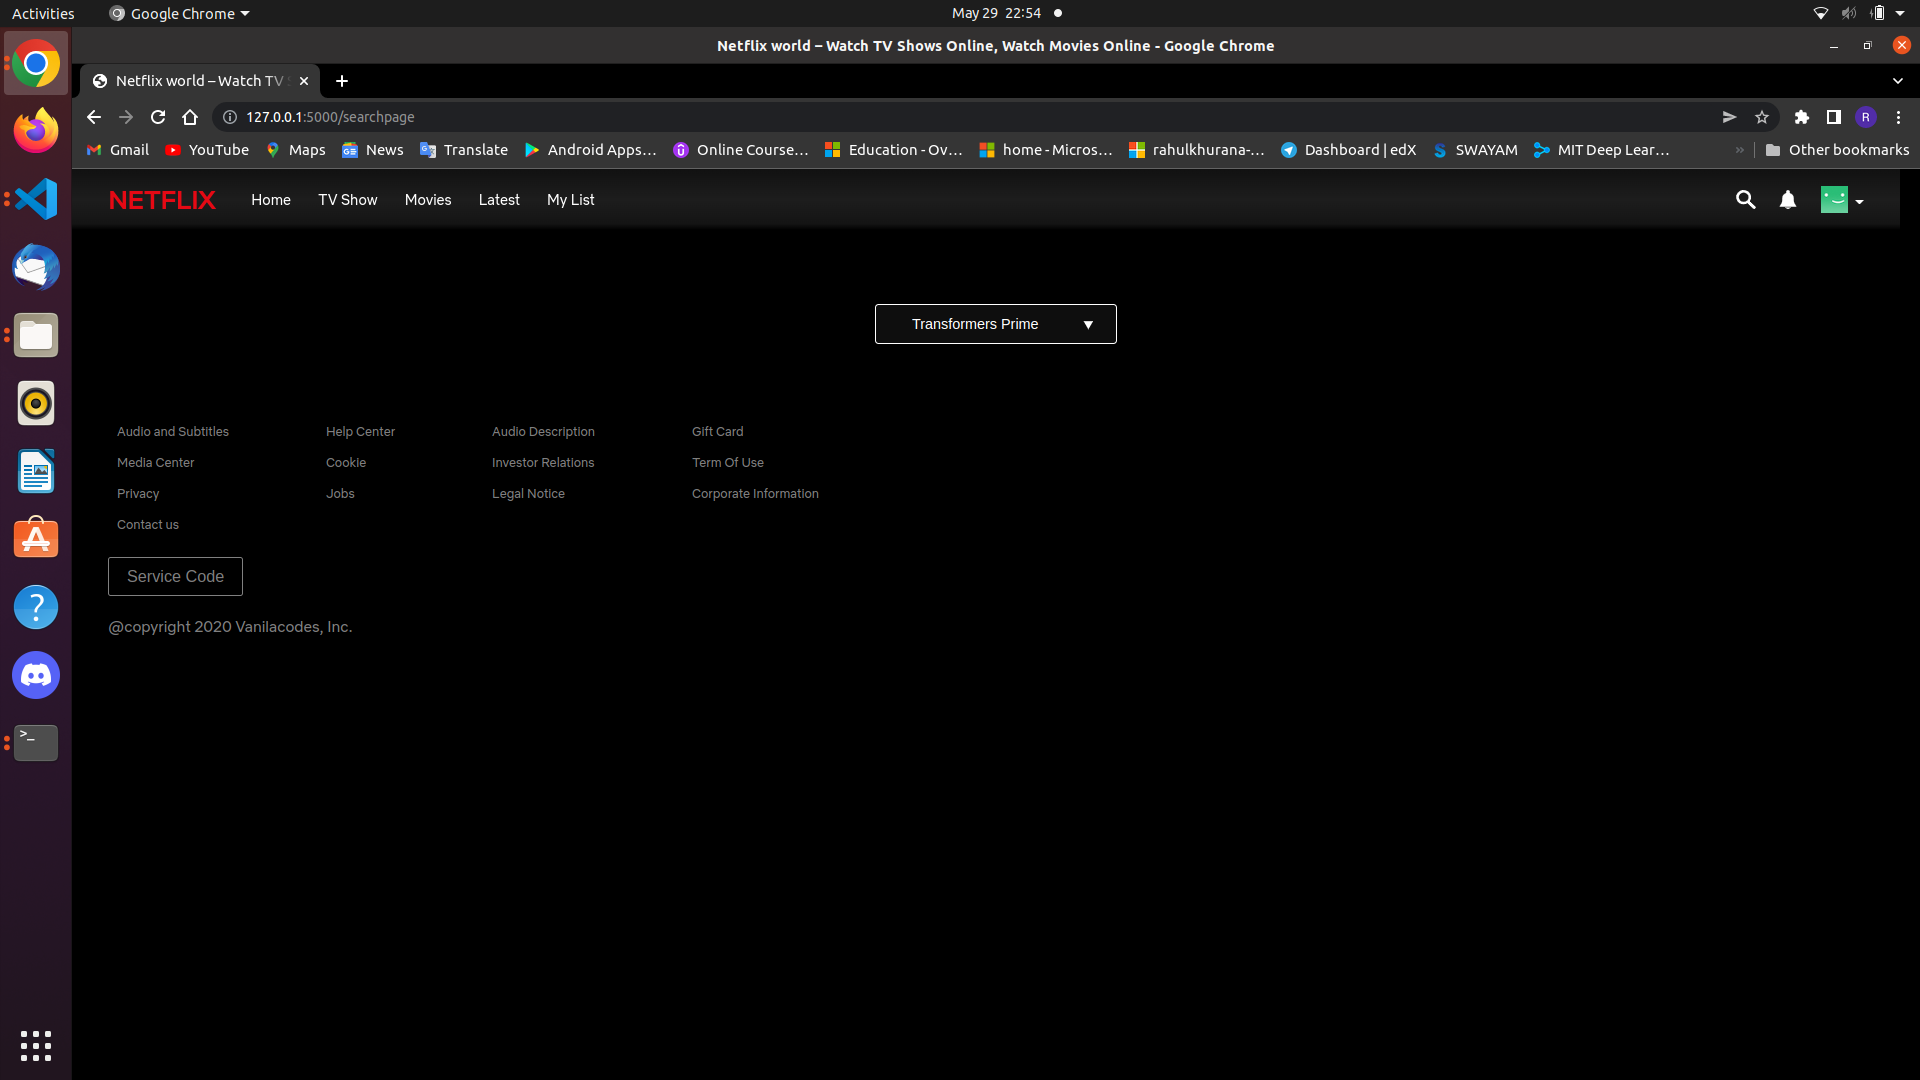 Activities Google Chrome May 29 22:54
Netflix world – Watch TV Shows Online, Watch Movies Online - Google Chrome
Netflix world – Watch TV S
127.0.0.1:5000/searchpage
Gmail YouTube Maps News Translate Android Apps… Online Course… Education - Ov… home - Micros… rahulkhurana-… Dashboard | edX SWAYAM MIT Deep Lear… » Other bookmarks
NETFLIX Home TV Show Movies Latest My List
Transformers Prime ▼
Audio and Subtitles Help Center Audio Description Gift Card
Media Center Cookie Investor Relations Term Of Use
Privacy Jobs Legal Notice Corporate Information
Contact us
Service Code
@copyright 2020 Vanilacodes, Inc.